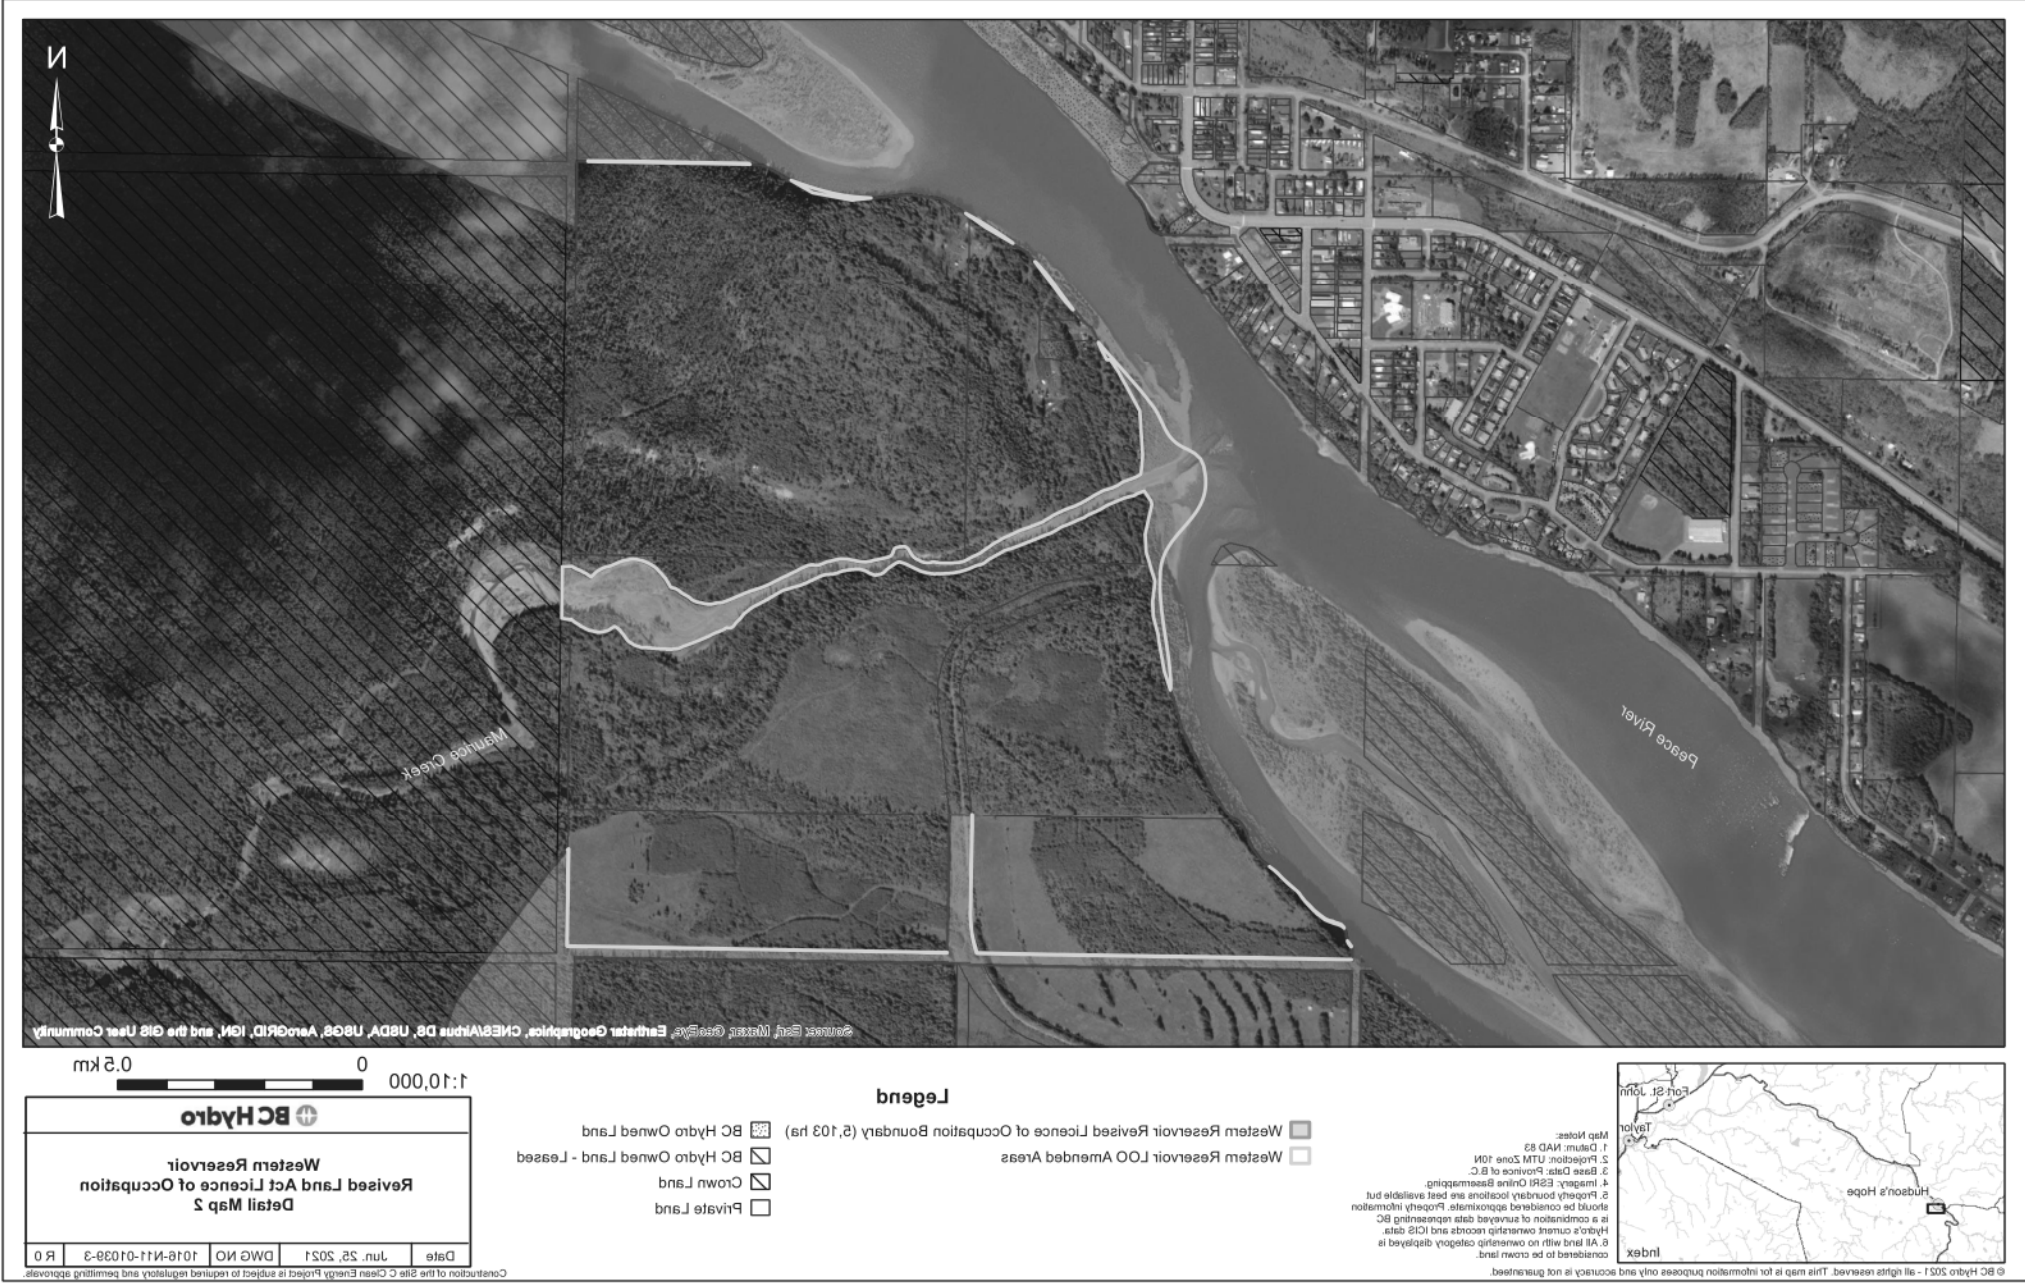 N
Peace River
Maurice Creek
Source: Esri, Maxar, GeoEye, Earthstar Geographics, CNES/Airbus DS, USDA, USGS, AeroGRID, IGN, and the GIS User Community
Fort St. John
Taylor
Hudson's Hope
Index
Map Notes:
1. Datum: NAD 83
2. Projection: UTM Zone 10N
3. Base Data: Province of B.C.
4. Imagery: ESRI Online Basemapping.
5. Property boundary locations are best available but
should be considered approximate. Property information
is a combination of surveyed data representing BC
Hydro's current ownership records and ICIS data.
6. All land with no ownership category displayed is
considered to be crown land.
© BC Hydro 2021 - all rights reserved. This map is for information purposes only and accuracy is not guaranteed.
Legend
Western Reservoir Revised Licence of Occupation Boundary (5,103 ha)
Western Reservoir LOO Amended Areas
BC Hydro Owned Land
BC Hydro Owned Land - Leased
Crown Land
Private Land
1:10,000
0 0.5 km
BC Hydro
Western Reservoir
Revised Land Act Licence of Occupation
Detail Map 2
Date Jun. 25, 2021 DWG NO 1016-N11-01039-3 R 0
Construction of the Site C Clean Energy Project is subject to required regulatory and permitting approvals.